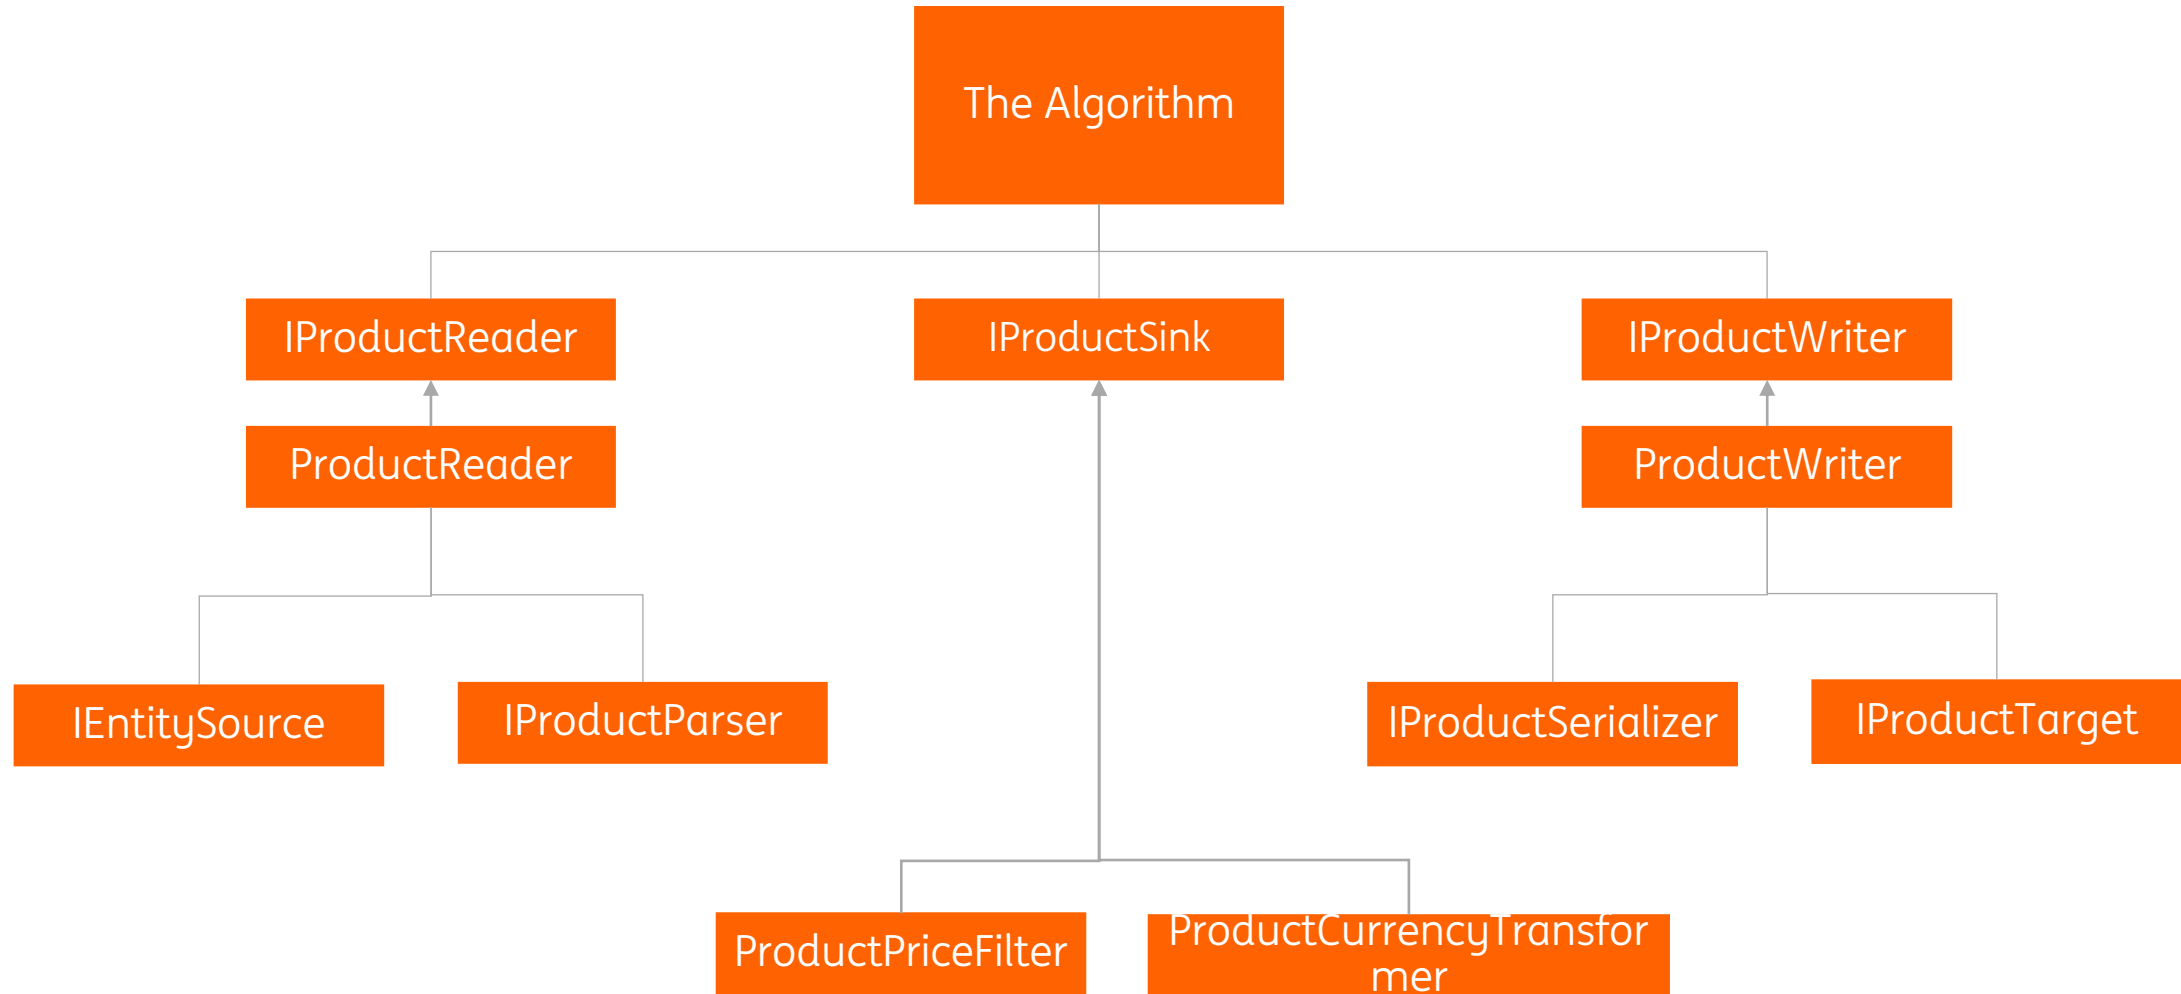 The Algorithm
IProductReader
IProductSink
IProductWriter
ProductReader
ProductWriter
IEntitySource
IProductParser
IProductSerializer
IProductTarget
ProductPriceFilter
ProductCurrencyTransfor
mer